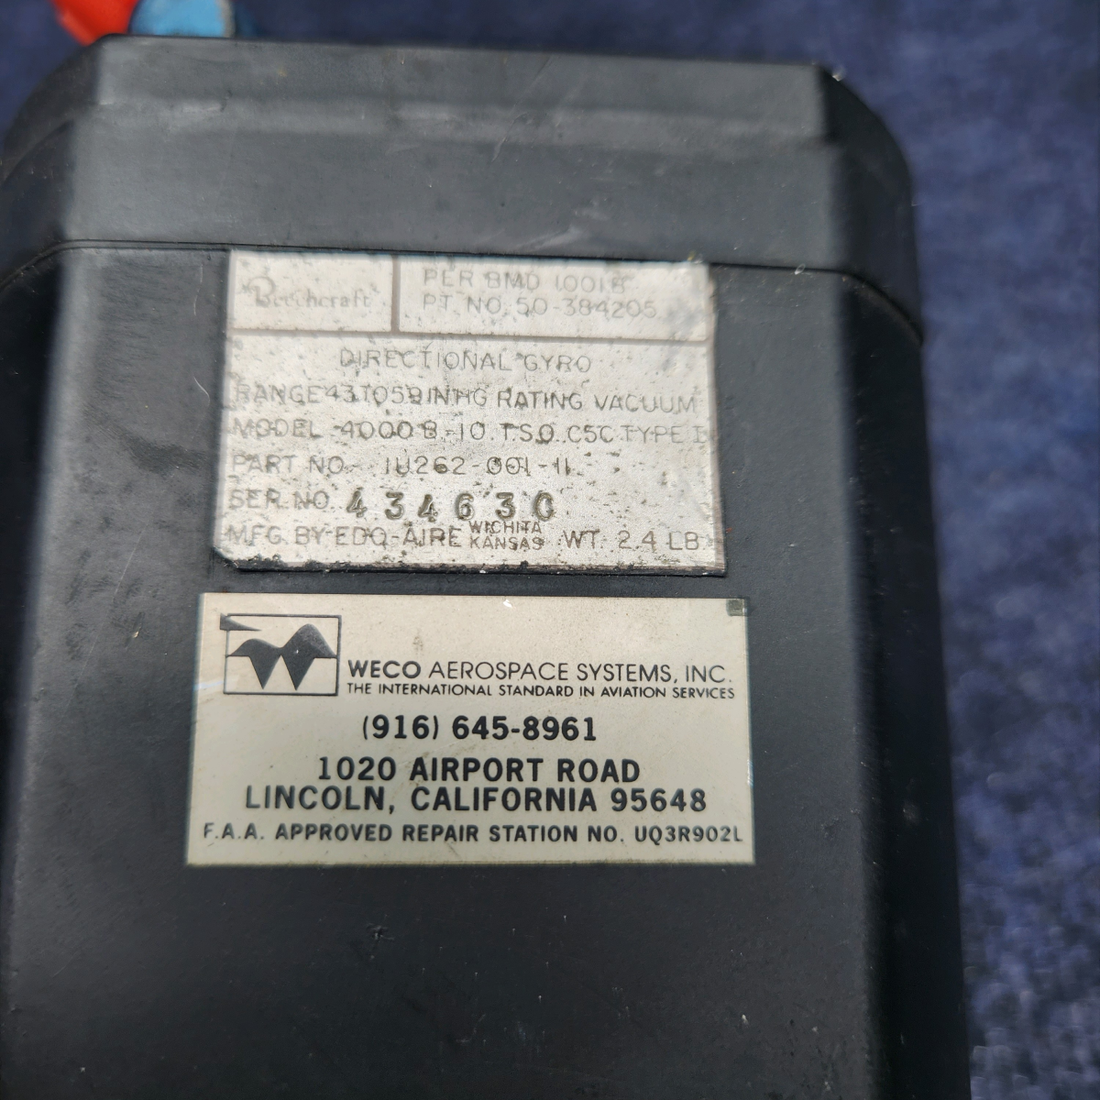 Beechcraft
PER BMD 10018
PT NO. 50-384205
DIRECTIONAL GYRO
RANGE 4.3 TO 5.9 IN HG RATING VACUUM
MODEL 4000B-10 T.S.O. C5C TYPE I
PART NO. 1U262-001-11
SER. NO. 434630
MFG. BY EDO-AIRE WICHITA KANSAS WT. 2.4 LB
WECO AEROSPACE SYSTEMS, INC.
THE INTERNATIONAL STANDARD IN AVIATION SERVICES
(916) 645-8961
1020 AIRPORT ROAD
LINCOLN, CALIFORNIA 95648
F.A.A. APPROVED REPAIR STATION NO. UQ3R902L